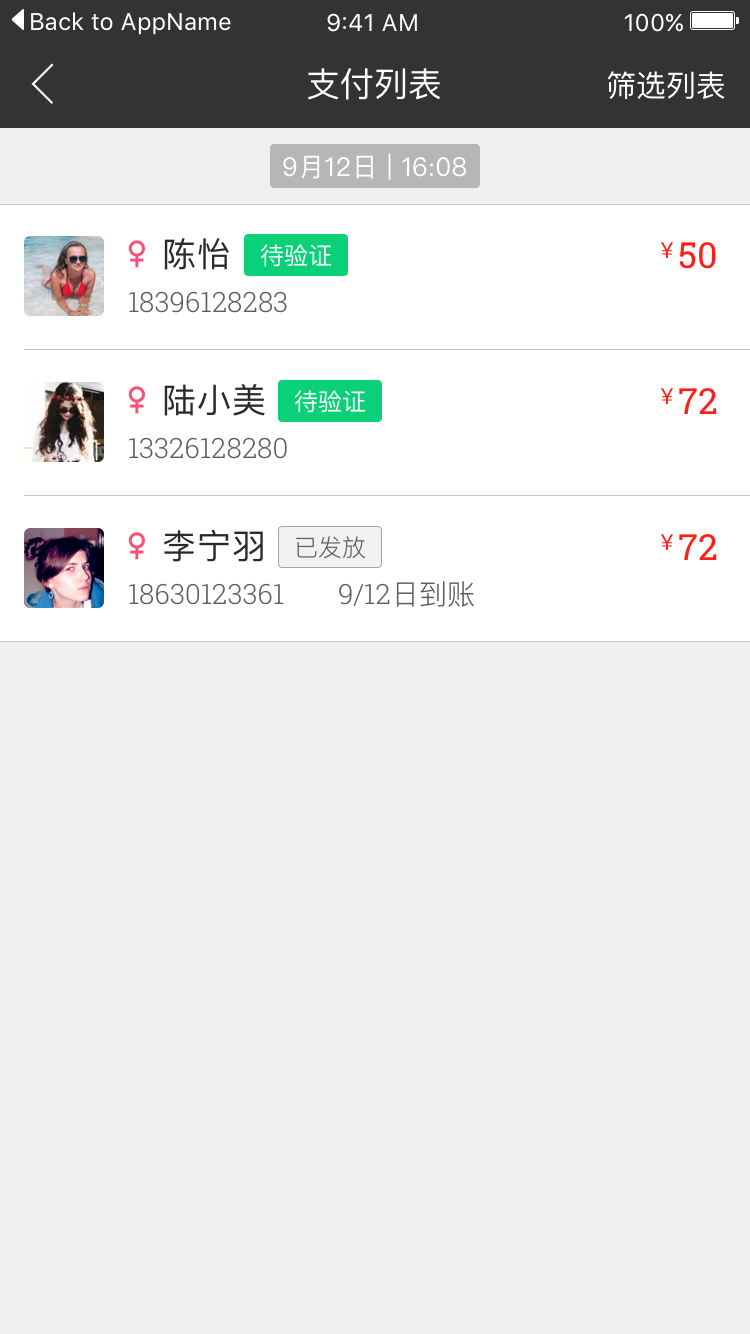 Back to AppName 9:41 AM 100%
支付列表 筛选列表
9月12日 | 16:08
陈怡 待验证 ¥50
18396128283
陆小美 待验证 ¥72
13326128280
李宁羽 已发放 ¥72
18630123361 9/12日到账